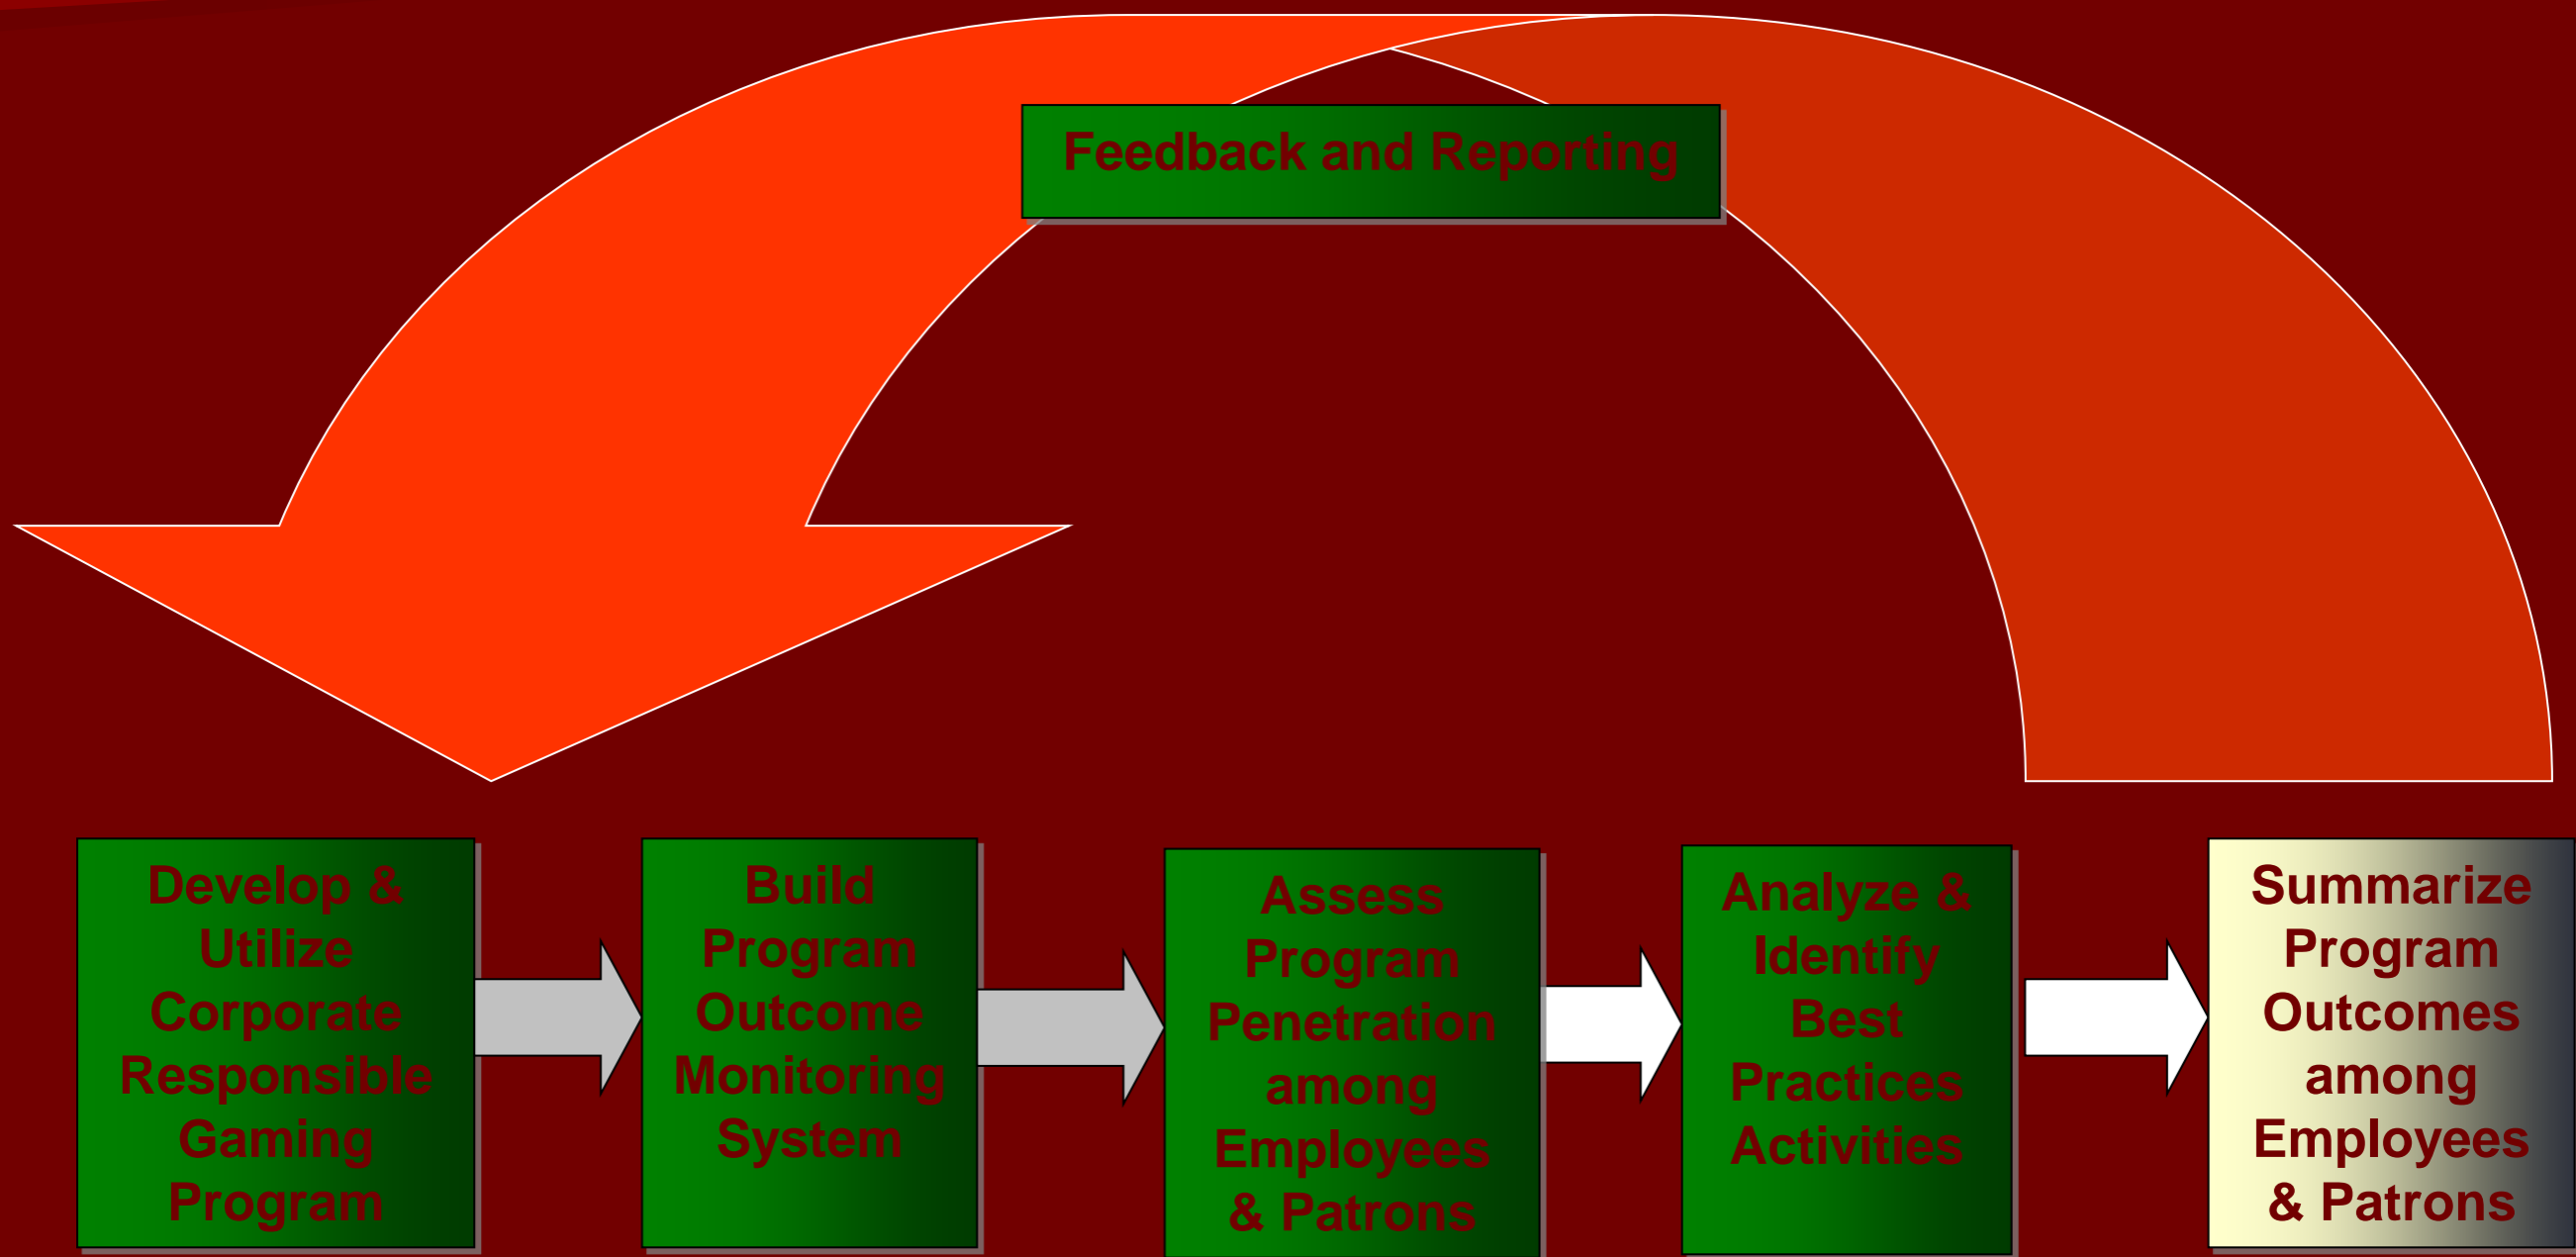 Feedback and Reporting
Develop &
Utilize
Corporate
Responsible
Gaming
Program
Build
Program
Outcome
Monitoring
System
Assess
Program
Penetration
among
Employees
& Patrons
Analyze &
Identify
Best
Practices
Activities
Summarize
Program
Outcomes
among
Employees
& Patrons